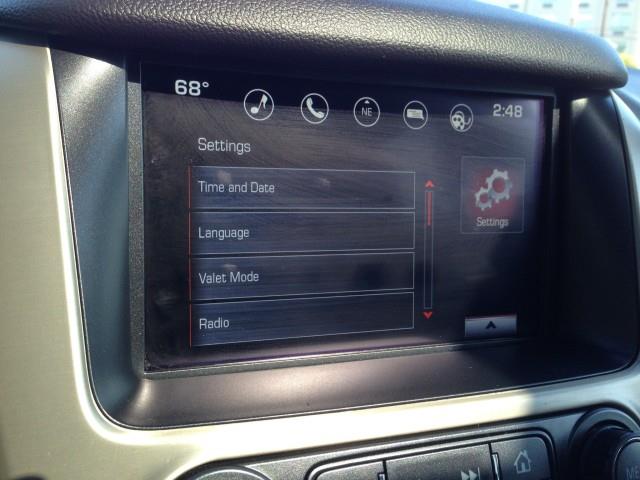 68° NE 2:48
Settings
Time and Date
Language
Valet Mode
Radio
Settings